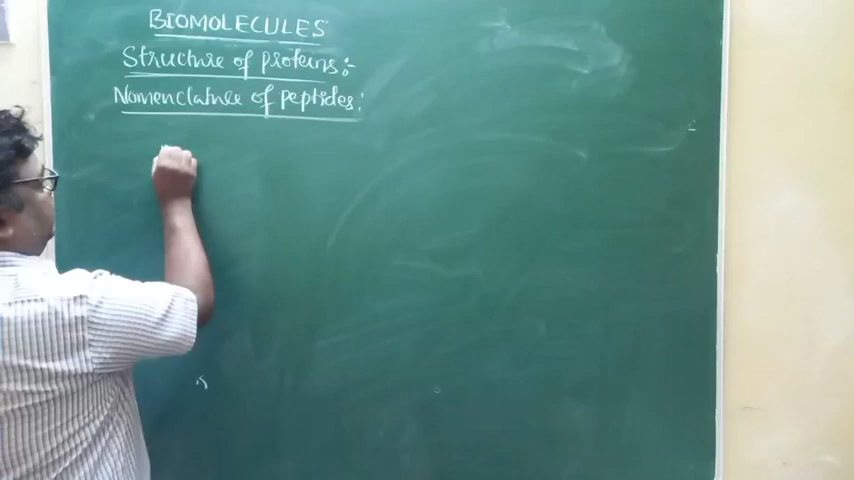 BIOMOLECULES
Structure of proteins:-
Nomenclature of peptides: